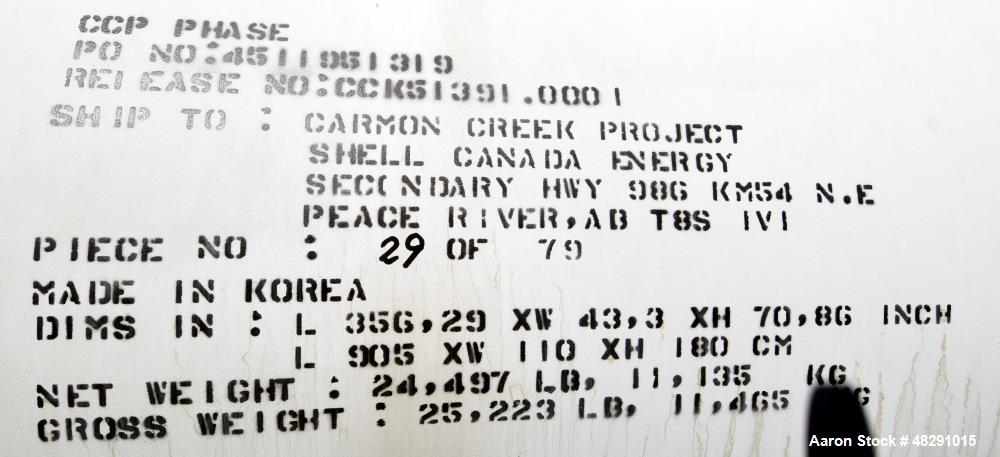 CCP PHASE
PO NO:4511951319
RELEASE NO:CCK51391.0001
SHIP TO : CARMON CREEK PROJECT
SHELL CANADA ENERGY
SECONDARY HWY 986 KM54 N.E
PEACE RIVER, AB T8S 1V1
PIECE NO : 29 OF 79
MADE IN KOREA
DIMS IN : L 356,29 XW 43,3 XH 70,86 INCH
L 905 XW 110 XH 180 CM
NET WEIGHT : 24,497 LB, 11,135 KG
GROSS WEIGHT : 25,223 LB, 11,465 G
Aaron Stock # 48291015